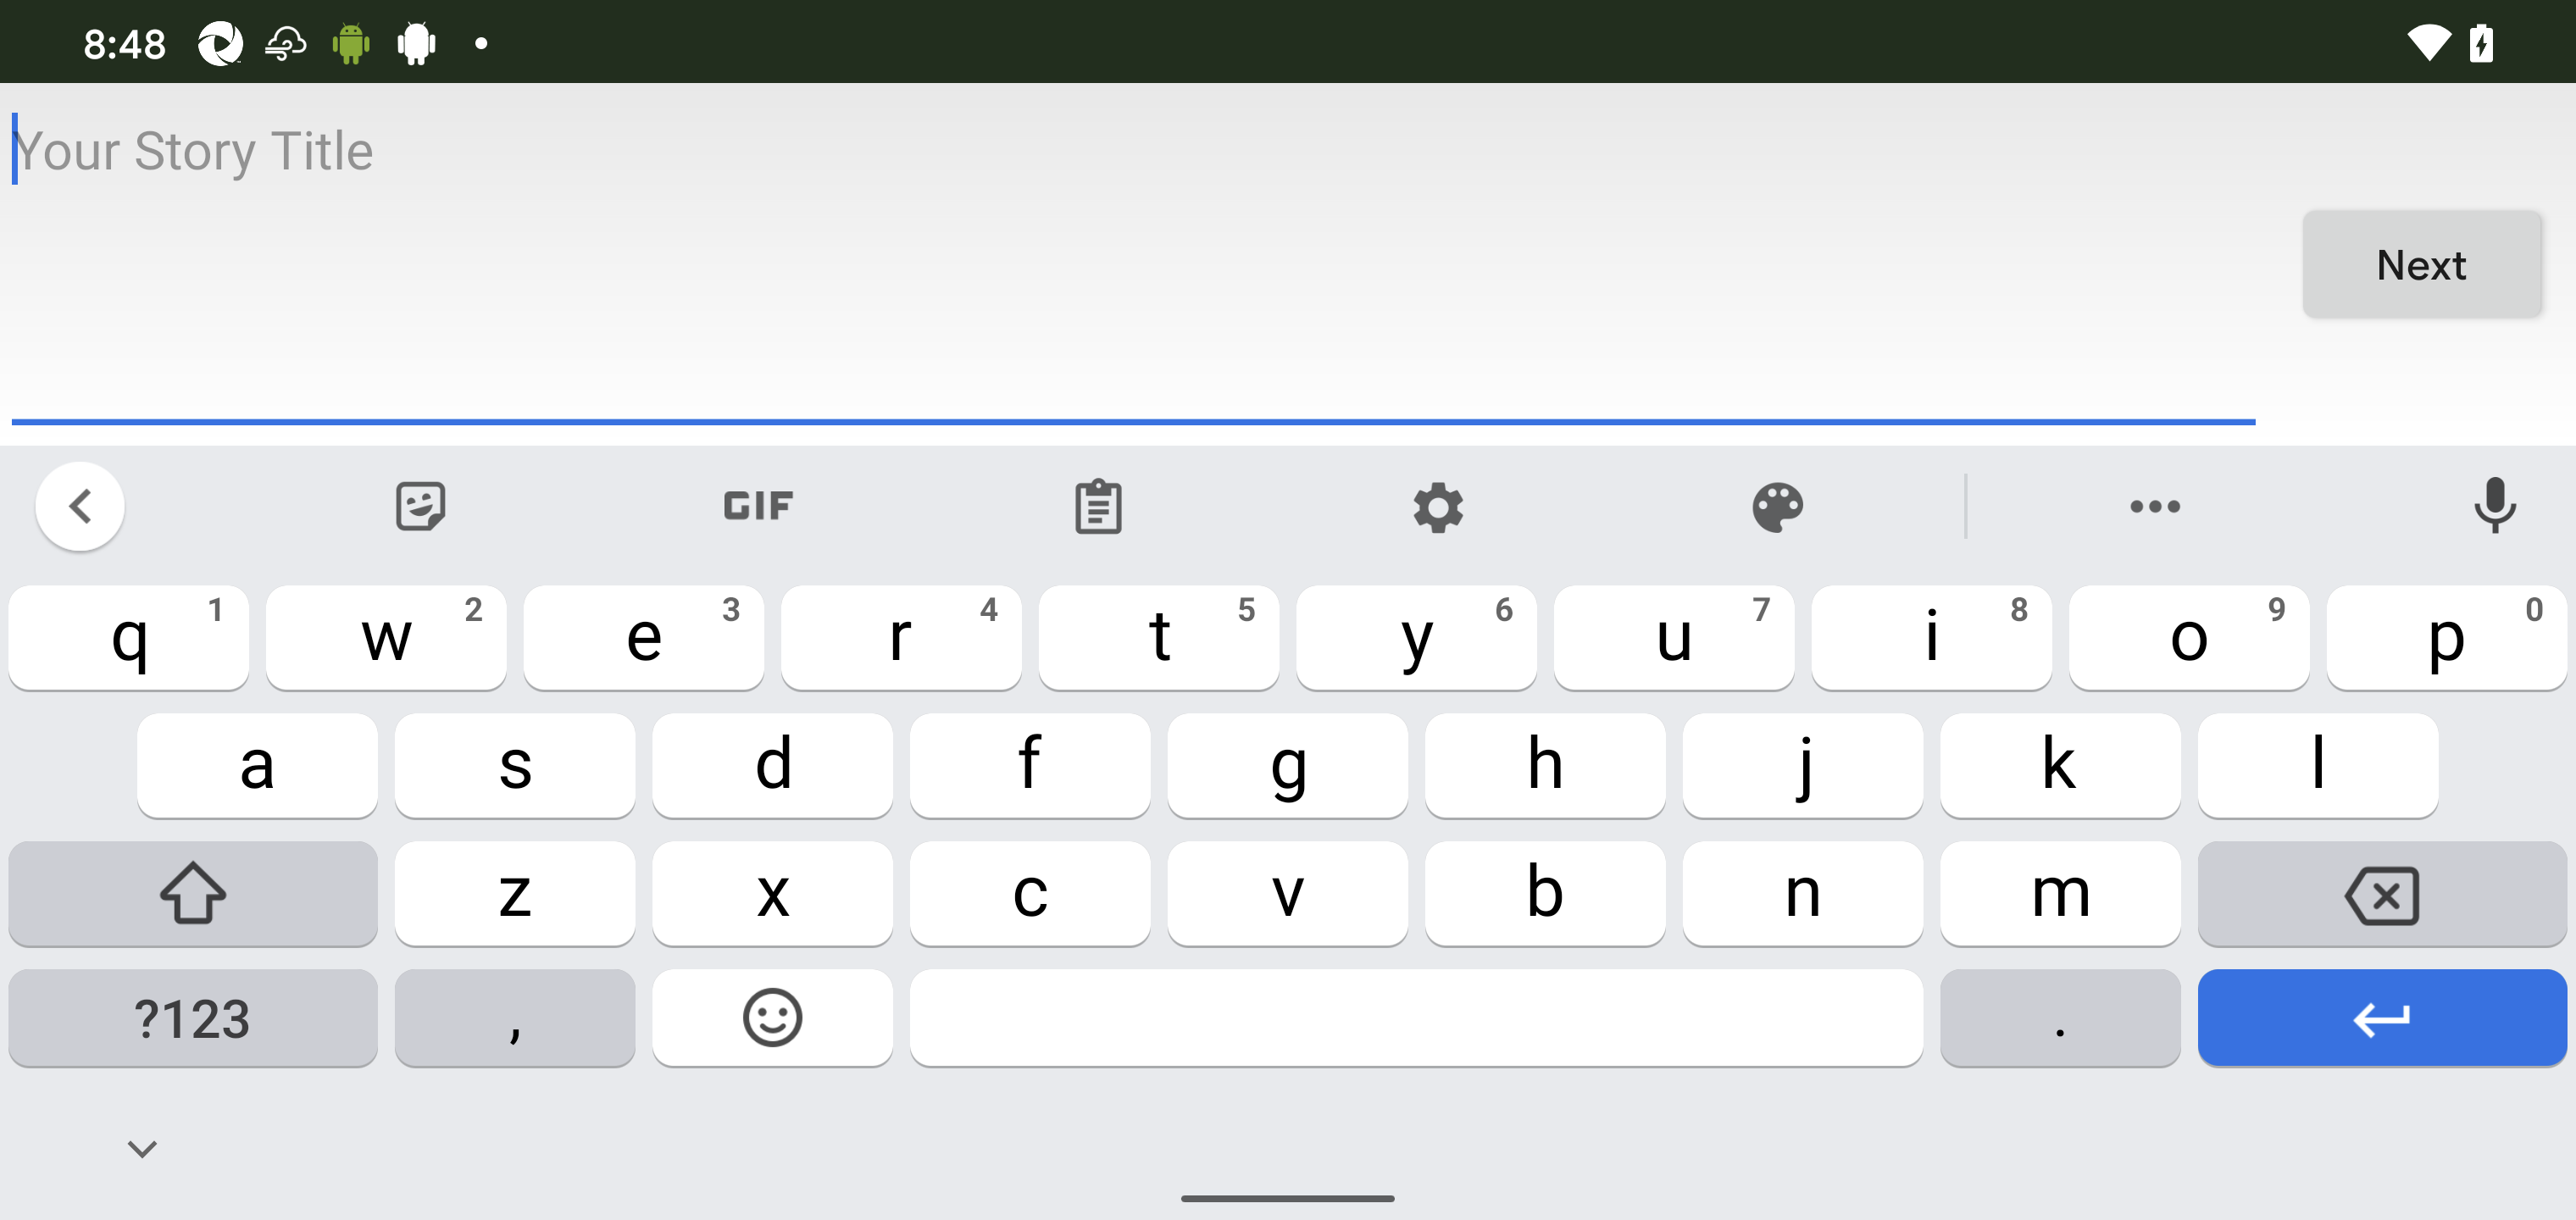 8:48
Your Story Title
Next
GIF
q 1 w 2 e 3 r 4 t 5 y 6 u 7 i 8 o 9 p 0
a s d f g h j k l
z x c v b n m
?123 , .